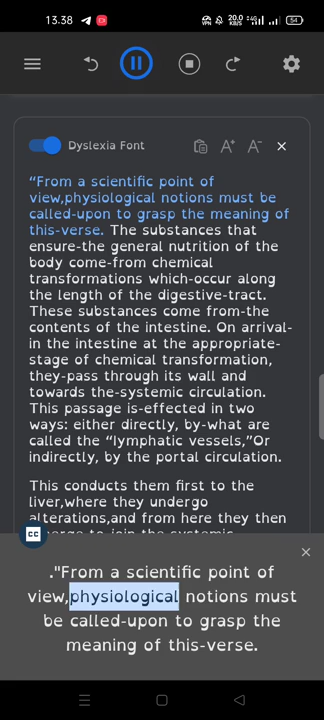 13.38
VPN 20.0 KB/S 4G 54
Dyslexia Font A+ A-
“From a scientific point of
view,physiological notions must be
called-upon to grasp the meaning of
this-verse. The substances that
ensure-the general nutrition of the
body come-from chemical
transformations which-occur along
the length of the digestive-tract.
These substances come from-the
contents of the intestine. On arrival-
in the intestine at the appropriate-
stage of chemical transformation,
they-pass through its wall and
towards the-systemic circulation.
This passage is-effected in two
ways: either directly, by-what are
called the “lymphatic vessels,”Or
indirectly, by the portal circulation.
This conducts them first to the
liver,where they undergo
alterations,and from here they then
CC
."From a scientific point of
view,physiological notions must
be called-upon to grasp the
meaning of this-verse.